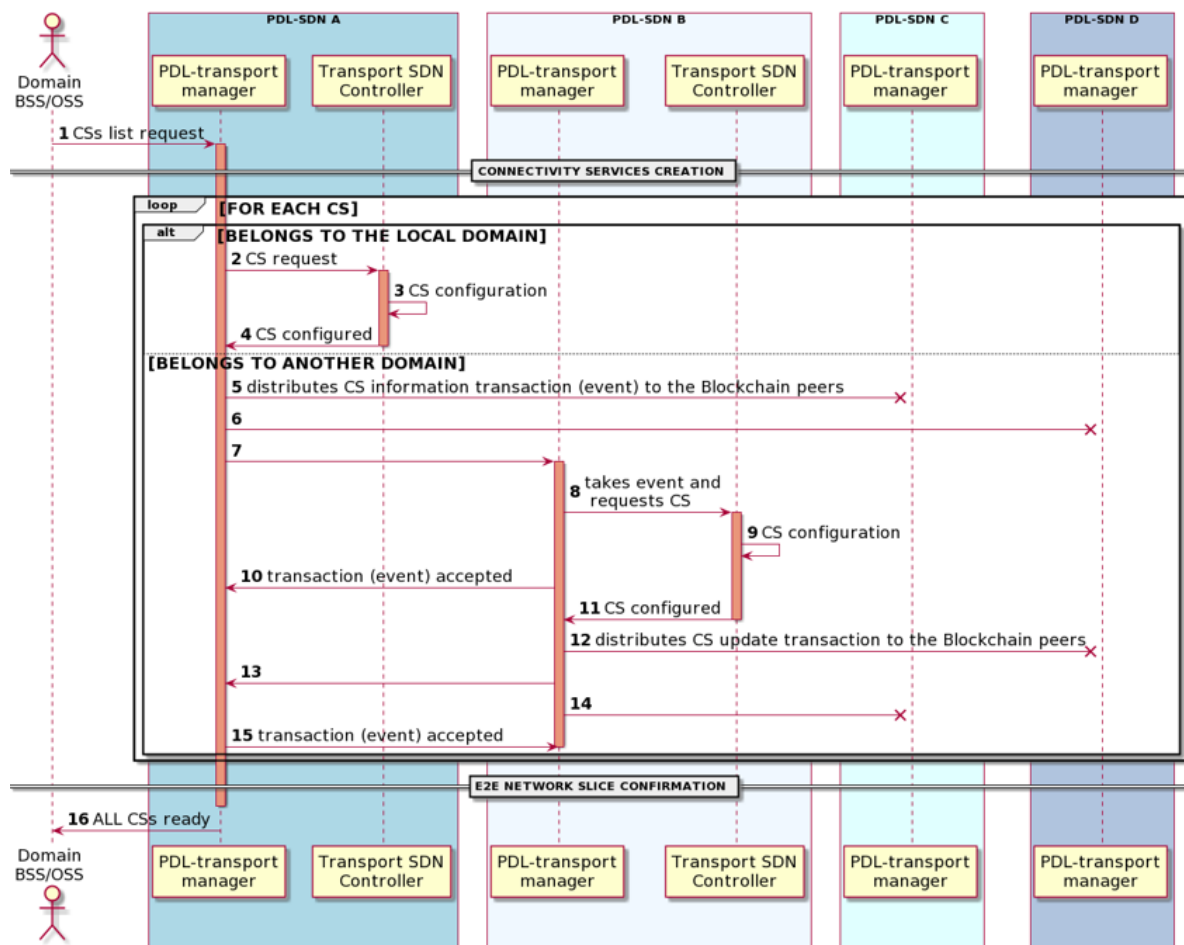 PDL-SDN A
PDL-SDN B
PDL-SDN C
PDL-SDN D
Domain
BSS/OSS
PDL-transport
manager
Transport SDN
Controller
PDL-transport
manager
Transport SDN
Controller
PDL-transport
manager
PDL-transport
manager
1 CSs list request
CONNECTIVITY SERVICES CREATION
loop [FOR EACH CS]
alt [BELONGS TO THE LOCAL DOMAIN]
2 CS request
3 CS configuration
4 CS configured
[BELONGS TO ANOTHER DOMAIN]
5 distributes CS information transaction (event) to the Blockchain peers
6
7
8 takes event and
requests CS
9 CS configuration
10 transaction (event) accepted
11 CS configured
12 distributes CS update transaction to the Blockchain peers
13
14
15 transaction (event) accepted
E2E NETWORK SLICE CONFIRMATION
16 ALL CSs ready
Domain
BSS/OSS
PDL-transport
manager
Transport SDN
Controller
PDL-transport
manager
Transport SDN
Controller
PDL-transport
manager
PDL-transport
manager